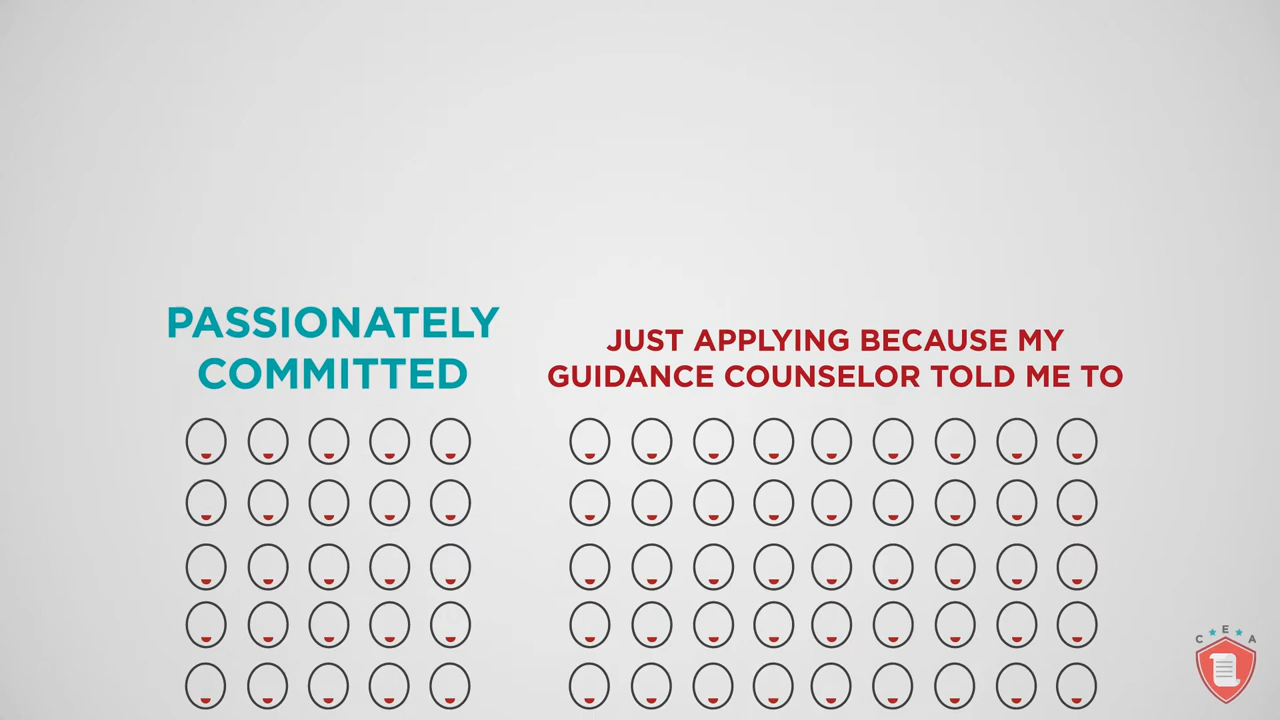 PASSIONATELY
COMMITTED
JUST APPLYING BECAUSE MY
GUIDANCE COUNSELOR TOLD ME TO
C E A